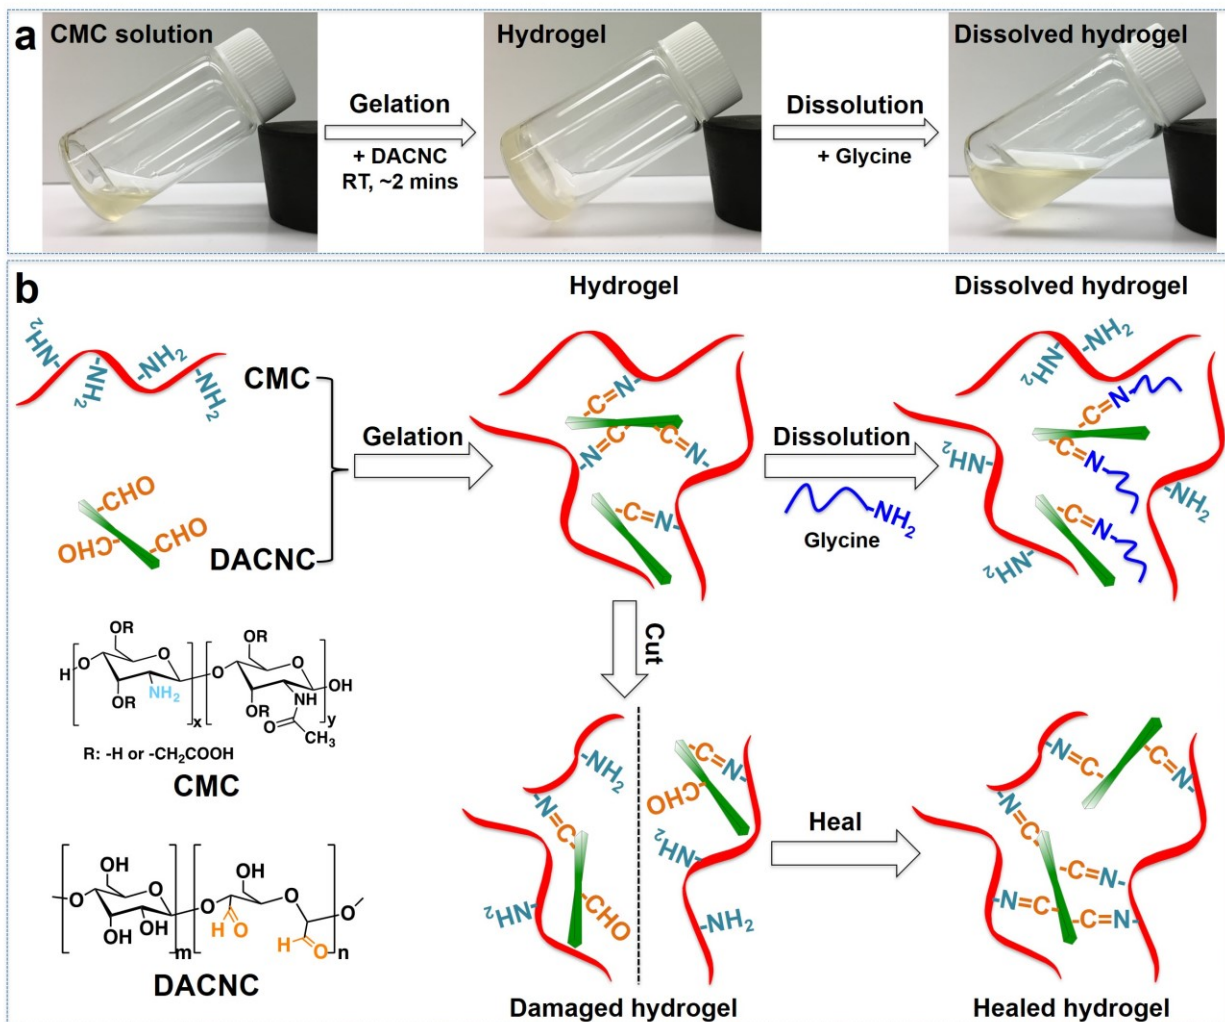 a
CMC solution
Gelation
+ DACNC
RT, ~2 mins
Hydrogel
Dissolution
+ Glycine
Dissolved hydrogel
b
-NH2
-NH2
-NH2
-NH2
CMC
-CHO
-CHO
-CHO
DACNC
Gelation
Hydrogel
-C=N-
-N=C-
-C=N-
-C=N-
Dissolution
-NH2
Glycine
Dissolved hydrogel
-NH2
-NH2
-C=N-
-NH2
-C=N-
-NH2
-C=N-
-NH2
OR
OR
H
O
O
O
O
OH
OR
NH2
OR
NH
x
y
O
CH3
R: -H or -CH2COOH
CMC
Cut
-NH2
-N=C-
-CHO
-NH2
-C=N-
-CHO
-NH2
-NH2
Damaged hydrogel
Heal
-N=C-
-C=N-
-N=C-
-C=N-
-N=C-
-C=N-
Healed hydrogel
OH
OH
O
O
O
O
O
O
OH
OH
H
O
H
O
m
n
DACNC